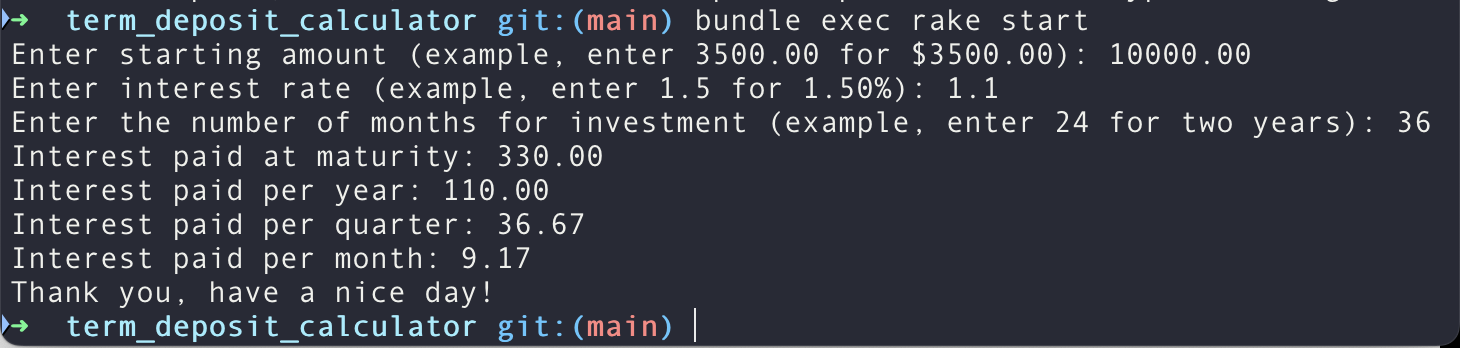 ➜ term_deposit_calculator git:(main) bundle exec rake start
Enter starting amount (example, enter 3500.00 for $3500.00): 10000.00
Enter interest rate (example, enter 1.5 for 1.50%): 1.1
Enter the number of months for investment (example, enter 24 for two years): 36
Interest paid at maturity: 330.00
Interest paid per year: 110.00
Interest paid per quarter: 36.67
Interest paid per month: 9.17
Thank you, have a nice day!
➜ term_deposit_calculator git:(main)